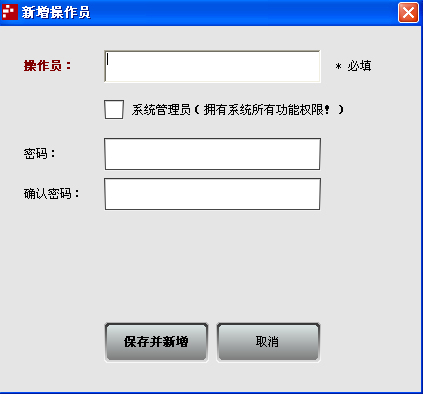 新增操作员
操作员： * 必填
系统管理员（拥有系统所有功能权限！）
密码：
确认密码：
保存并新增 取消